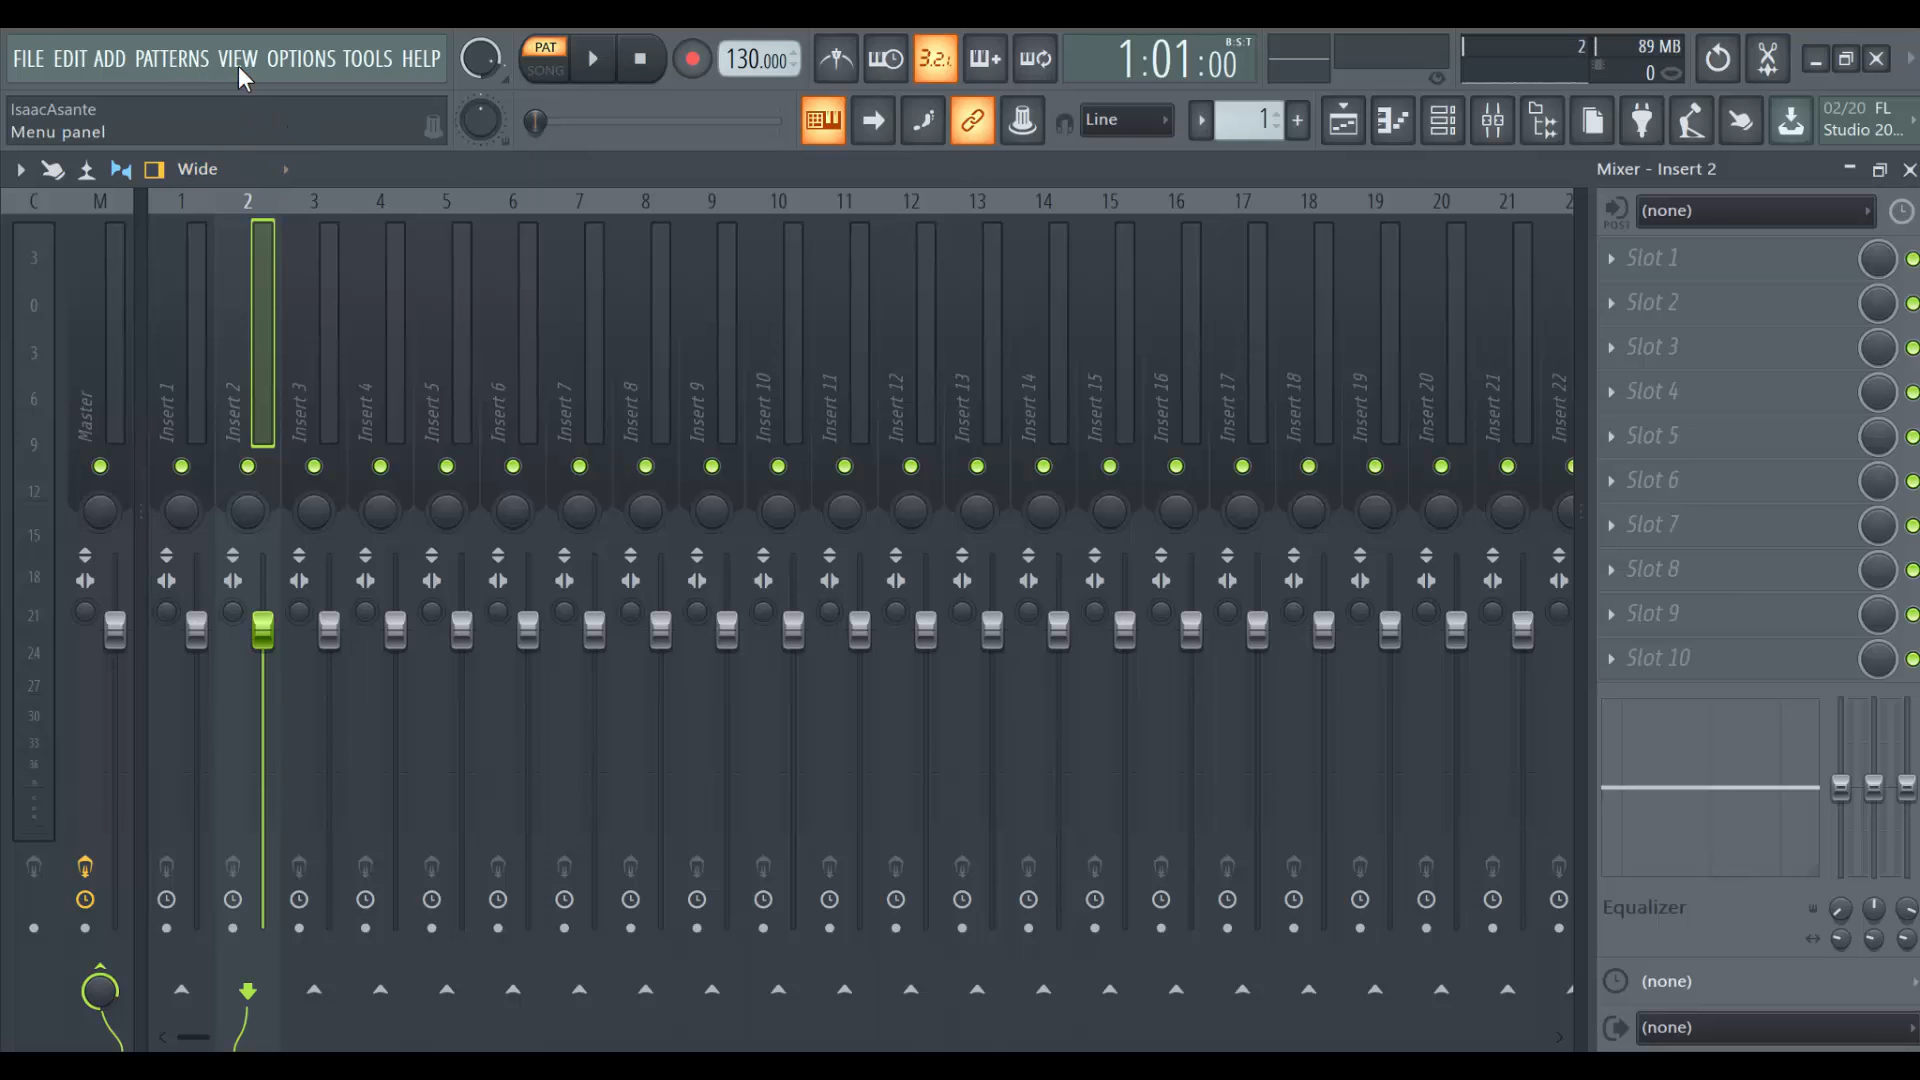 FILE EDIT ADD PATTERNS VIEW OPTIONS TOOLS HELP
PAT
SONG
130.000
3.2.
1:01:00
B:S:T
2
89 MB
0
IsaacAsante
Menu panel
Line
1
02/20 FL
Studio 20...
Wide
Mixer - Insert 2
C M 1 2 3 4 5 6 7 8 9 10 11 12 13 14 15 16 17 18 19 20 21 2
POST
(none)
3
0
3
6
9
12
15
18
21
24
27
30
33
36
Master
Insert 1
Insert 2
Insert 3
Insert 4
Insert 5
Insert 6
Insert 7
Insert 8
Insert 9
Insert 10
Insert 11
Insert 12
Insert 13
Insert 14
Insert 15
Insert 16
Insert 17
Insert 18
Insert 19
Insert 20
Insert 21
Insert 22
Slot 1
Slot 2
Slot 3
Slot 4
Slot 5
Slot 6
Slot 7
Slot 8
Slot 9
Slot 10
Equalizer
(none)
(none)